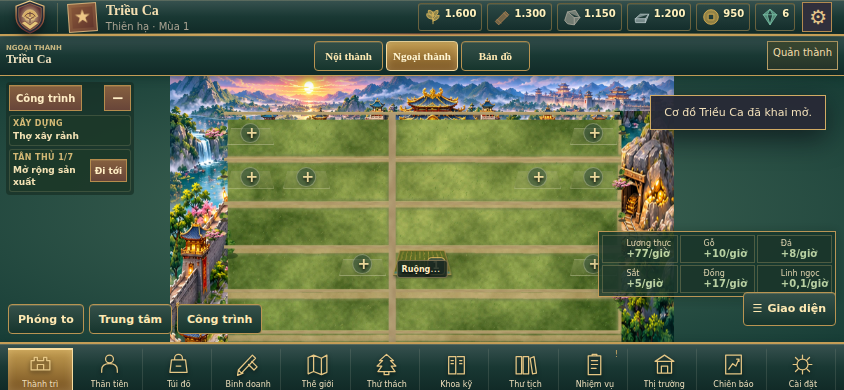 Triều Ca
Thiên hạ · Mùa 1
1.600
1.300
1.150
1.200
950
6
NGOẠI THÀNH
Triều Ca
Nội thành
Ngoại thành
Bản đồ
Quản thành
Công trình
−
XÂY DỰNG
Thợ xây rảnh
TÂN THỦ 1/7
Mở rộng sản xuất
Đi tới
Cơ đồ Triều Ca đã khai mở.
Ruộng...
Lương thực
+77/giờ
Gỗ
+10/giờ
Đá
+8/giờ
Sắt
+5/giờ
Đồng
+17/giờ
Linh ngọc
+0,1/giờ
Phóng to
Trung tâm
Công trình
☰ Giao diện
Thành trì
Thần tiên
Túi đồ
Binh doanh
Thế giới
Thử thách
Khoa kỹ
Thư tịch
Nhiệm vụ
!
Thị trường
Chiến báo
Cài đặt